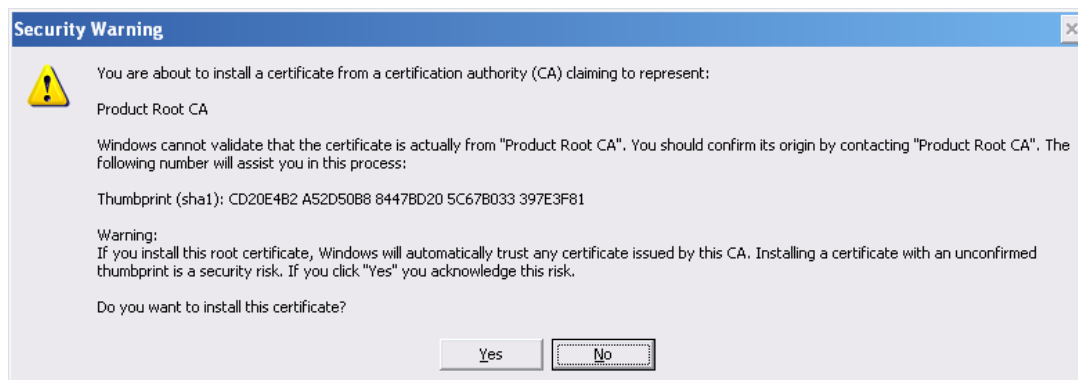 Security Warning
You are about to install a certificate from a certification authority (CA) claiming to represent:
Product Root CA
Windows cannot validate that the certificate is actually from "Product Root CA". You should confirm its origin by contacting "Product Root CA". The
following number will assist you in this process:
Thumbprint (sha1): CD20E4B2 A52D50B8 8447BD20 5C67B033 397E3F81
Warning:
If you install this root certificate, Windows will automatically trust any certificate issued by this CA. Installing a certificate with an unconfirmed
thumbprint is a security risk. If you click "Yes" you acknowledge this risk.
Do you want to install this certificate?
Yes No